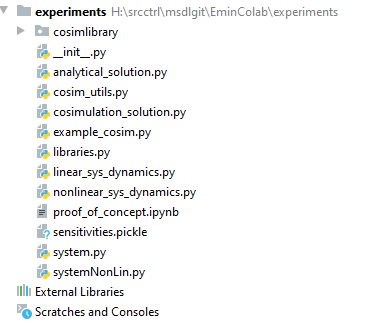 experiments H:\srcctrl\msdlgit\EminColab\experiments
cosimlibrary
__init__.py
analytical_solution.py
cosim_utils.py
cosimulation_solution.py
example_cosim.py
libraries.py
linear_sys_dynamics.py
nonlinear_sys_dynamics.py
proof_of_concept.ipynb
sensitivities.pickle
system.py
systemNonLin.py
External Libraries
Scratches and Consoles